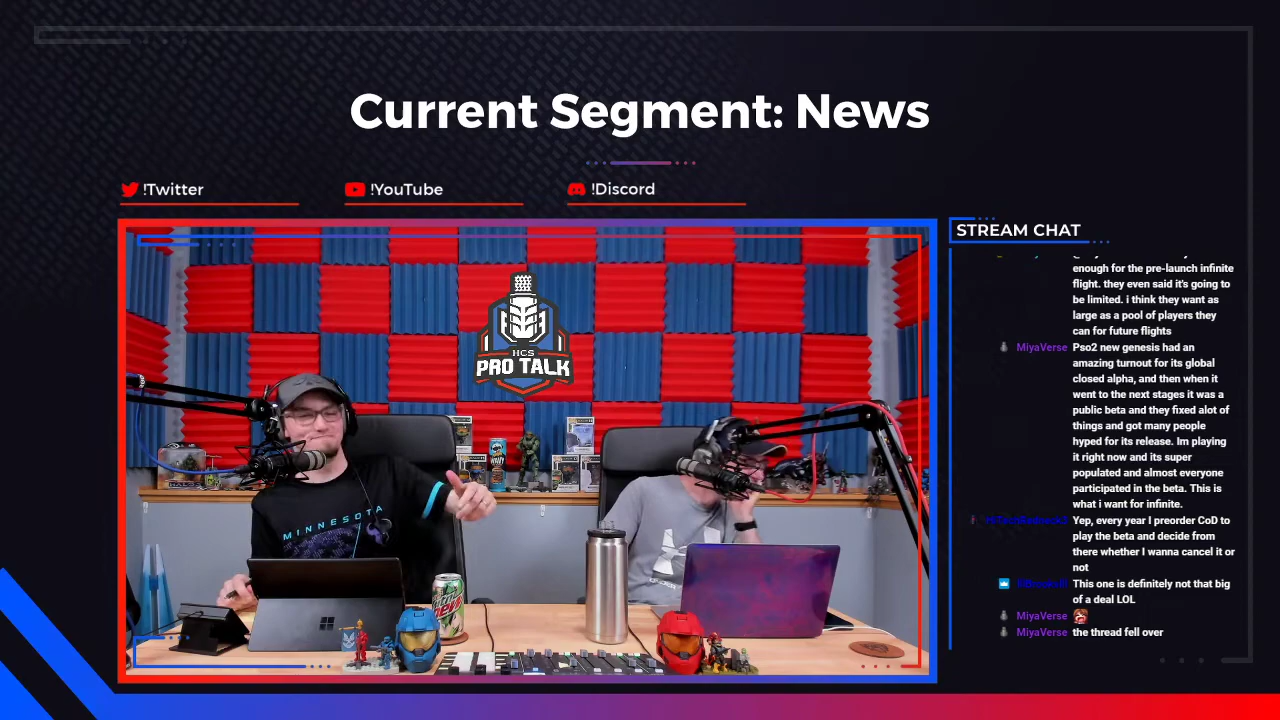 Current Segment: News
!Twitter
!YouTube
!Discord
STREAM CHAT
enough for the pre-launch infinite
flight. they even said it's going to
be limited. i think they want as
large as a pool of players they
can for future flights
MiyaVerse Pso2 new genesis had an
amazing turnout for its global
closed alpha, and then when it
went to the next stages it was a
public beta and they fixed alot of
things and got many people
hyped for its release. Im playing
it right now and its super
populated and almost everyone
participated in the beta. This is
what i want for infinite.
Yep, every year I preorder CoD to
play the beta and decide from
there whether I wanna cancel it or
not
This one is definitely not that big
of a deal LOL
MiyaVerse
MiyaVerse the thread fell over
HCS
PRO TALK
MINNESOTA